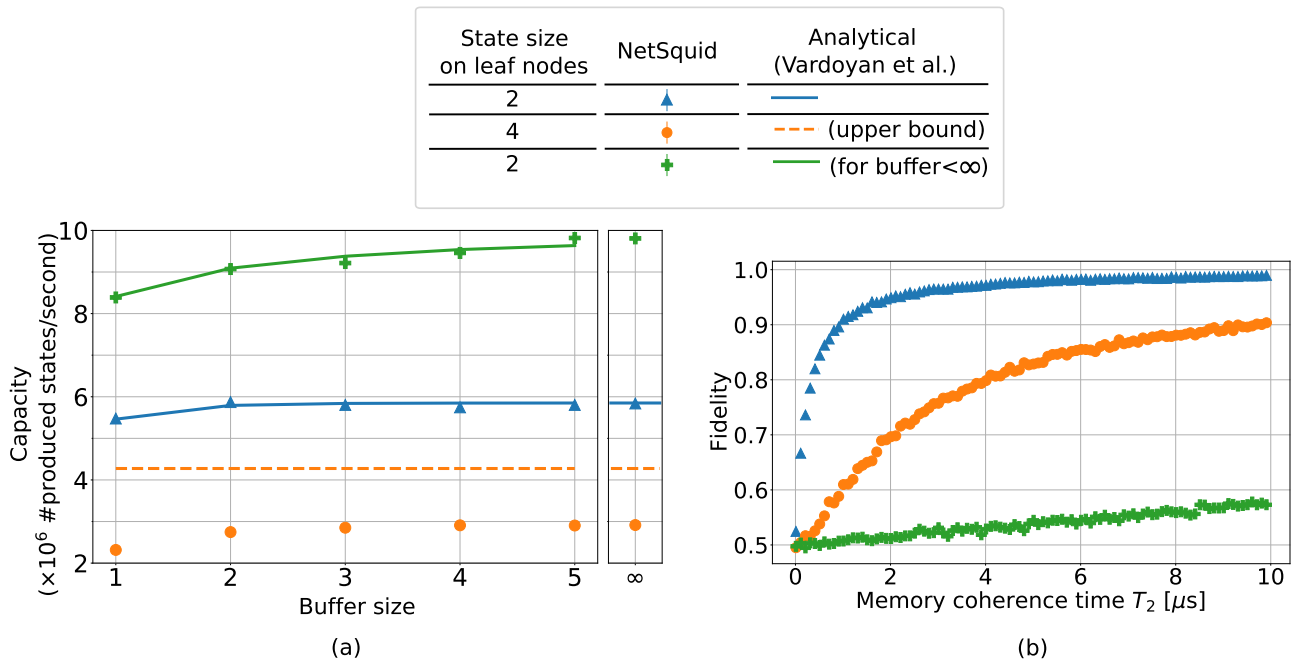 State size
on leaf nodes
NetSquid
Analytical
(Vardoyan et al.)
2
4
(upper bound)
2
(for buffer<∞)
10
8
6
4
2
Capacity
(×10⁶ #produced states/second)
1
2
3
4
5
∞
Buffer size
(a)
1.0
0.9
0.8
0.7
0.6
0.5
Fidelity
0
2
4
6
8
10
Memory coherence time T₂ [μs]
(b)